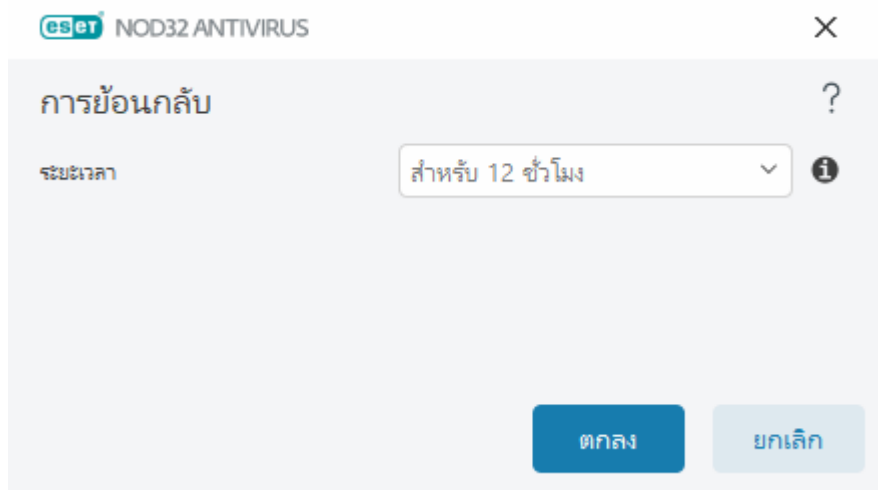 eset NOD32 ANTIVIRUS
การย้อนกลับ
ระยะเวลา
สำหรับ 12 ชั่วโมง
ตกลง
ยกเลิก